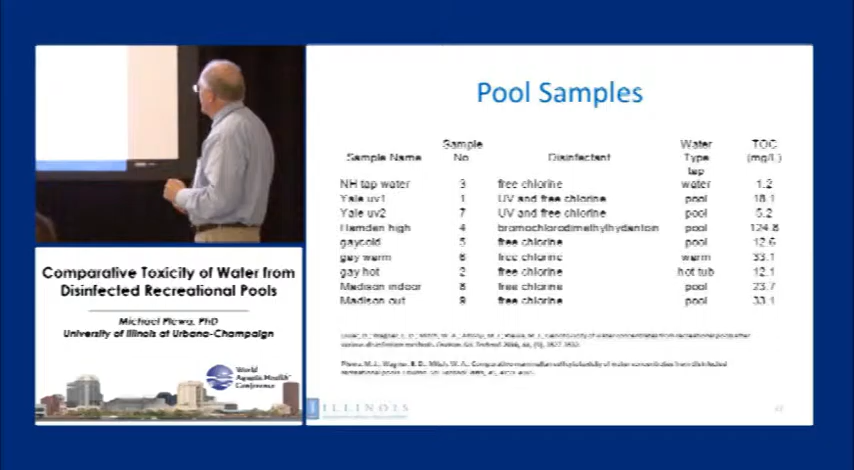 Pool Samples
Sample Name Sample No Disinfectant Water Type TOC (mg/L)
NH tap water 3 free chlorine tap water 1.2
Yale uv1 1 UV and free chlorine pool 18.1
Yale uv2 7 UV and free chlorine pool 5.2
Hamden high 4 bromochlorodimethylhydantoin pool 124.8
gaycold 5 free chlorine pool 12.6
gay warm 6 free chlorine warm 33.1
gay hot 2 free chlorine hot tub 12.1
Madison indoor 8 free chlorine pool 23.7
Madison out 9 free chlorine pool 33.1
Comparative Toxicity of Water from
Disinfected Recreational Pools
Michael Plewa, PhD
University of Illinois at Urbana-Champaign
World
Aquatic Health
Conference
ILLINOIS